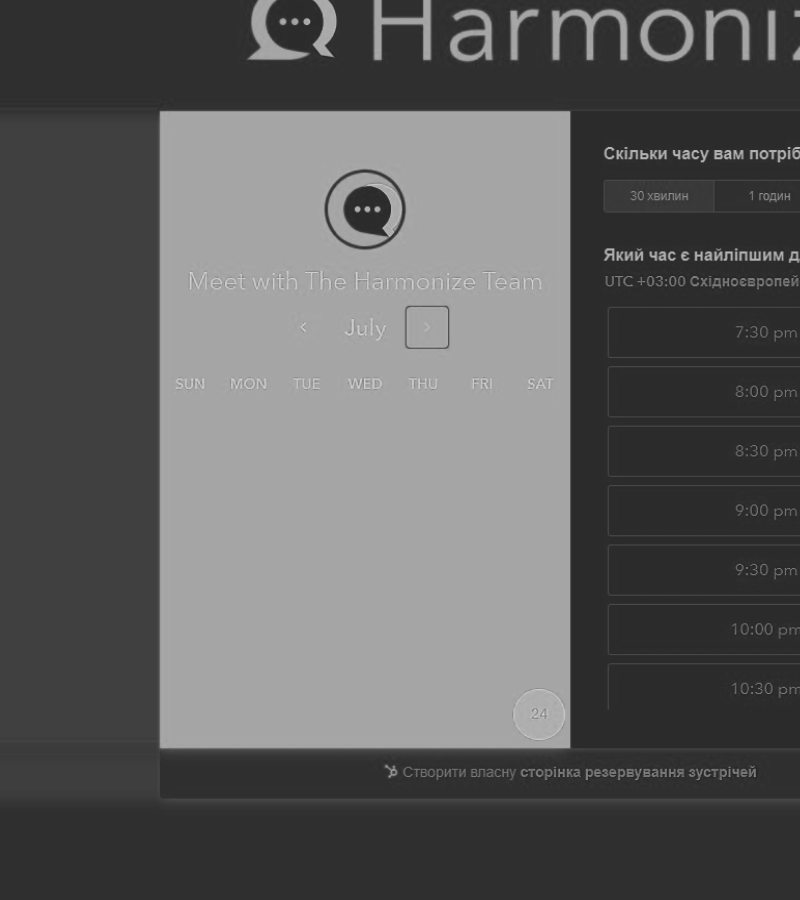 Harmoniz
Meet with The Harmonize Team
July
SUN MON TUE WED THU FRI SAT
24
Скільки часу вам потріб
30 хвилин 1 годин
Який час є найліпшим д
UTC +03:00 Східноєвропей
7:30 pm
8:00 pm
8:30 pm
9:00 pm
9:30 pm
10:00 pm
10:30 pm
Створити власну сторінка резервування зустрічей